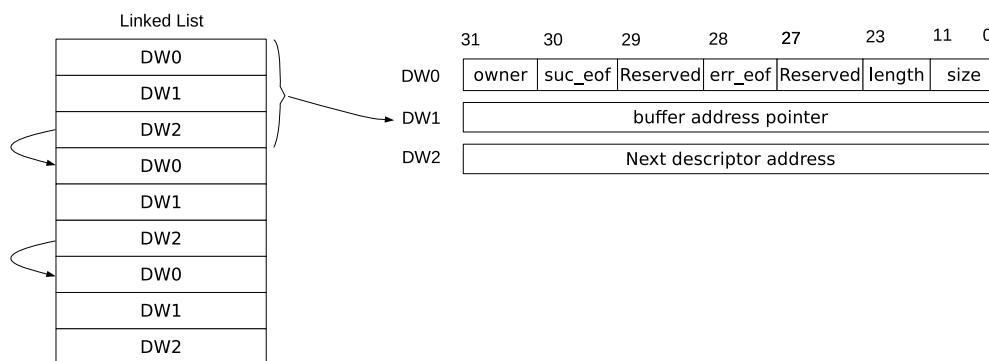 Linked List
DW0
DW1
DW2
DW0
DW1
DW2
DW0
DW1
DW2
31 30 29 28 27 23 11 0
DW0 owner suc_eof Reserved err_eof Reserved length size
DW1 buffer address pointer
DW2 Next descriptor address